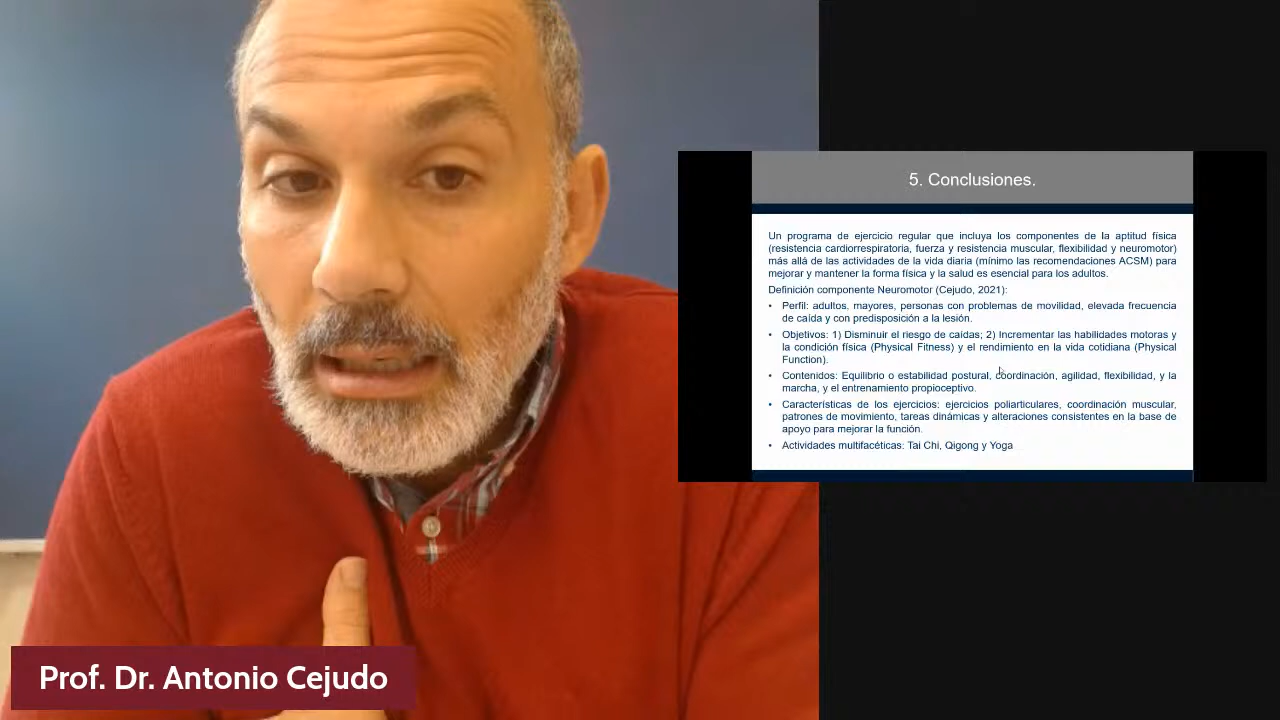 5. Conclusiones.
Un programa de ejercicio regular que incluya los componentes de la aptitud física
(resistencia cardiorrespiratoria, fuerza y resistencia muscular, flexibilidad y neuromotor)
más allá de las actividades de la vida diaria (mínimo las recomendaciones ACSM) para
mejorar y mantener la forma física y la salud es esencial para los adultos.
Definición componente Neuromotor (Cejudo, 2021):
• Perfil: adultos, mayores, personas con problemas de movilidad, elevada frecuencia
de caída y con predisposición a la lesión.
• Objetivos: 1) Disminuir el riesgo de caídas; 2) Incrementar las habilidades motoras y
la condición física (Physical Fitness) y el rendimiento en la vida cotidiana (Physical
Function).
• Contenidos: Equilibrio o estabilidad postural, coordinación, agilidad, flexibilidad, y la
marcha, y el entrenamiento propioceptivo.
• Características de los ejercicios: ejercicios poliarticulares, coordinación muscular,
patrones de movimiento, tareas dinámicas y alteraciones consistentes en la base de
apoyo para mejorar la función.
• Actividades multifacéticas: Tai Chi, Qigong y Yoga
Prof. Dr. Antonio Cejudo